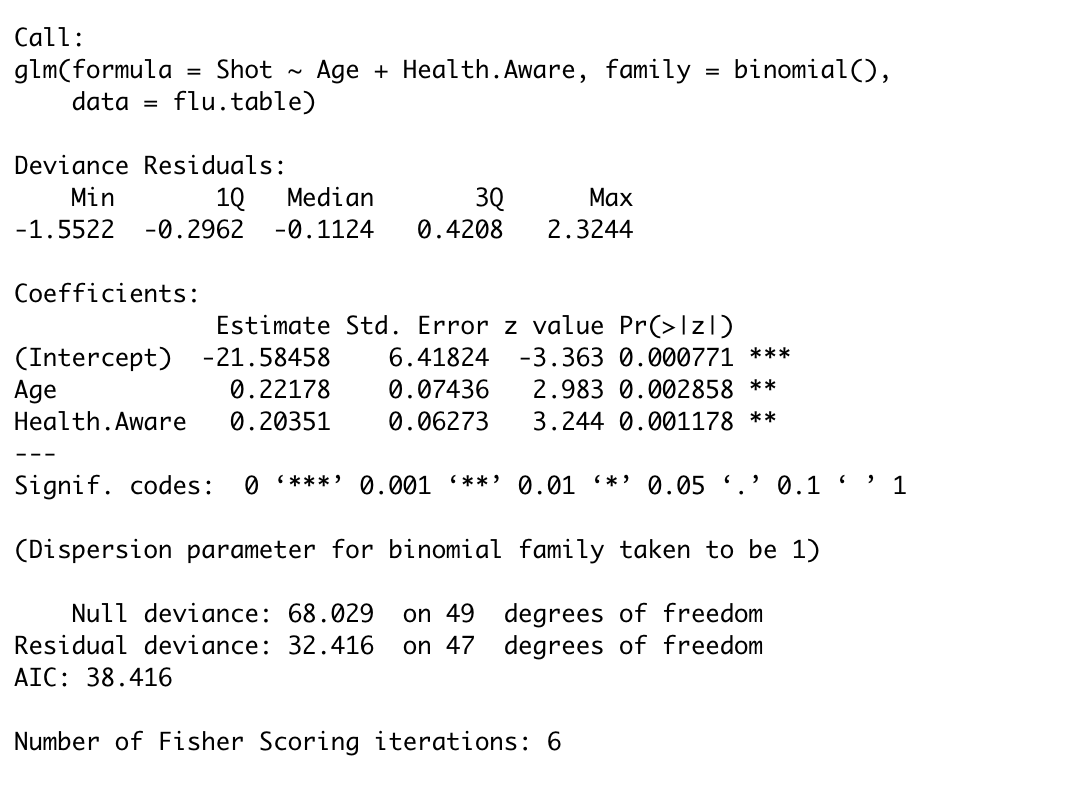 Call:
glm(formula = Shot ~ Age + Health.Aware, family = binomial(),
    data = flu.table)

Deviance Residuals:
    Min       1Q   Median       3Q      Max
-1.5522  -0.2962  -0.1124   0.4208   2.3244

Coefficients:
              Estimate Std. Error z value Pr(>|z|)
(Intercept)  -21.58458    6.41824  -3.363 0.000771 ***
Age            0.22178    0.07436   2.983 0.002858 **
Health.Aware   0.20351    0.06273   3.244 0.001178 **
---
Signif. codes:  0 ‘***’ 0.001 ‘**’ 0.01 ‘*’ 0.05 ‘.’ 0.1 ‘ ’ 1

(Dispersion parameter for binomial family taken to be 1)

    Null deviance: 68.029  on 49  degrees of freedom
Residual deviance: 32.416  on 47  degrees of freedom
AIC: 38.416

Number of Fisher Scoring iterations: 6